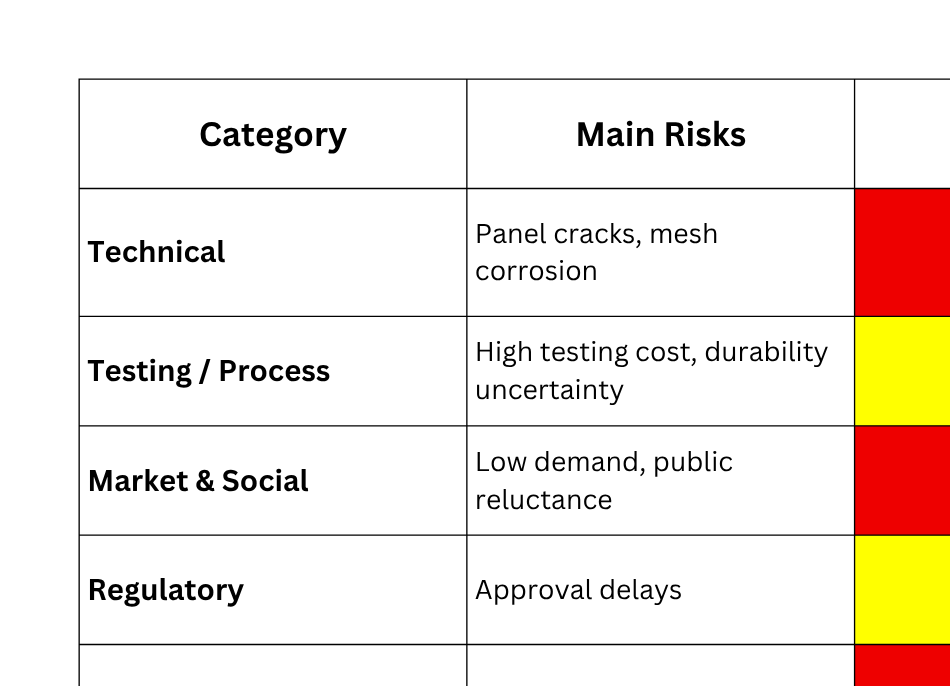 Category
Main Risks
Technical
Panel cracks, mesh
corrosion
Testing / Process
High testing cost, durability
uncertainty
Market & Social
Low demand, public
reluctance
Regulatory
Approval delays